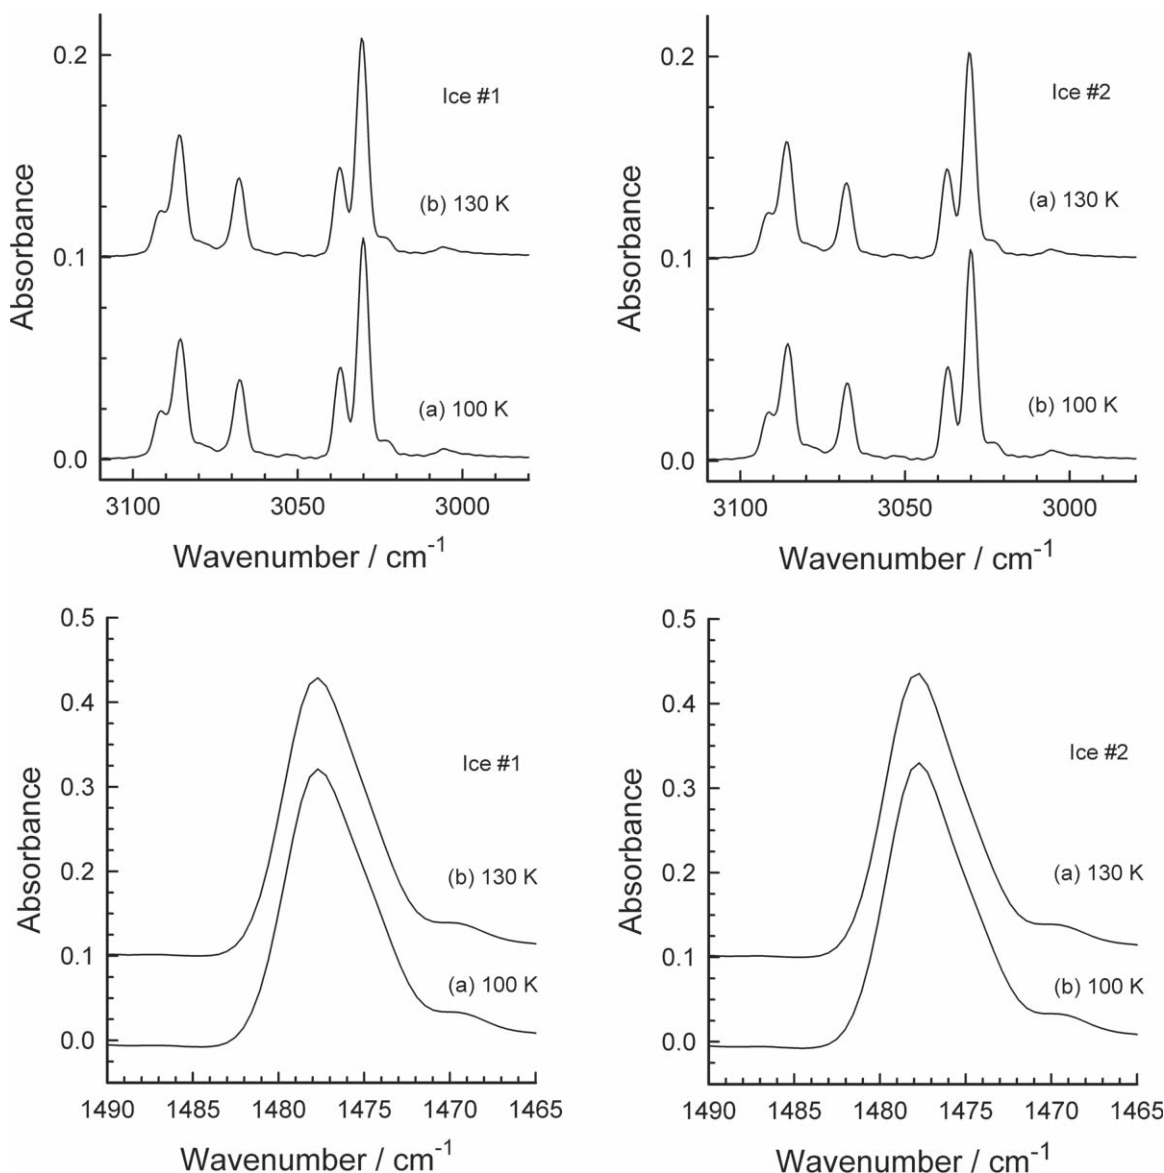 0.2
Ice #1
(b) 130 K
0.1
(a) 100 K
0.0
Absorbance
3100 3050 3000
Wavenumber / cm⁻¹
0.2
Ice #2
(a) 130 K
0.1
(b) 100 K
0.0
Absorbance
3100 3050 3000
Wavenumber / cm⁻¹
0.5
0.4
Ice #1
0.3
0.2
(b) 130 K
0.1
(a) 100 K
0.0
Absorbance
1490 1485 1480 1475 1470 1465
Wavenumber / cm⁻¹
0.5
0.4
Ice #2
0.3
0.2
(a) 130 K
0.1
(b) 100 K
0.0
Absorbance
1490 1485 1480 1475 1470 1465
Wavenumber / cm⁻¹